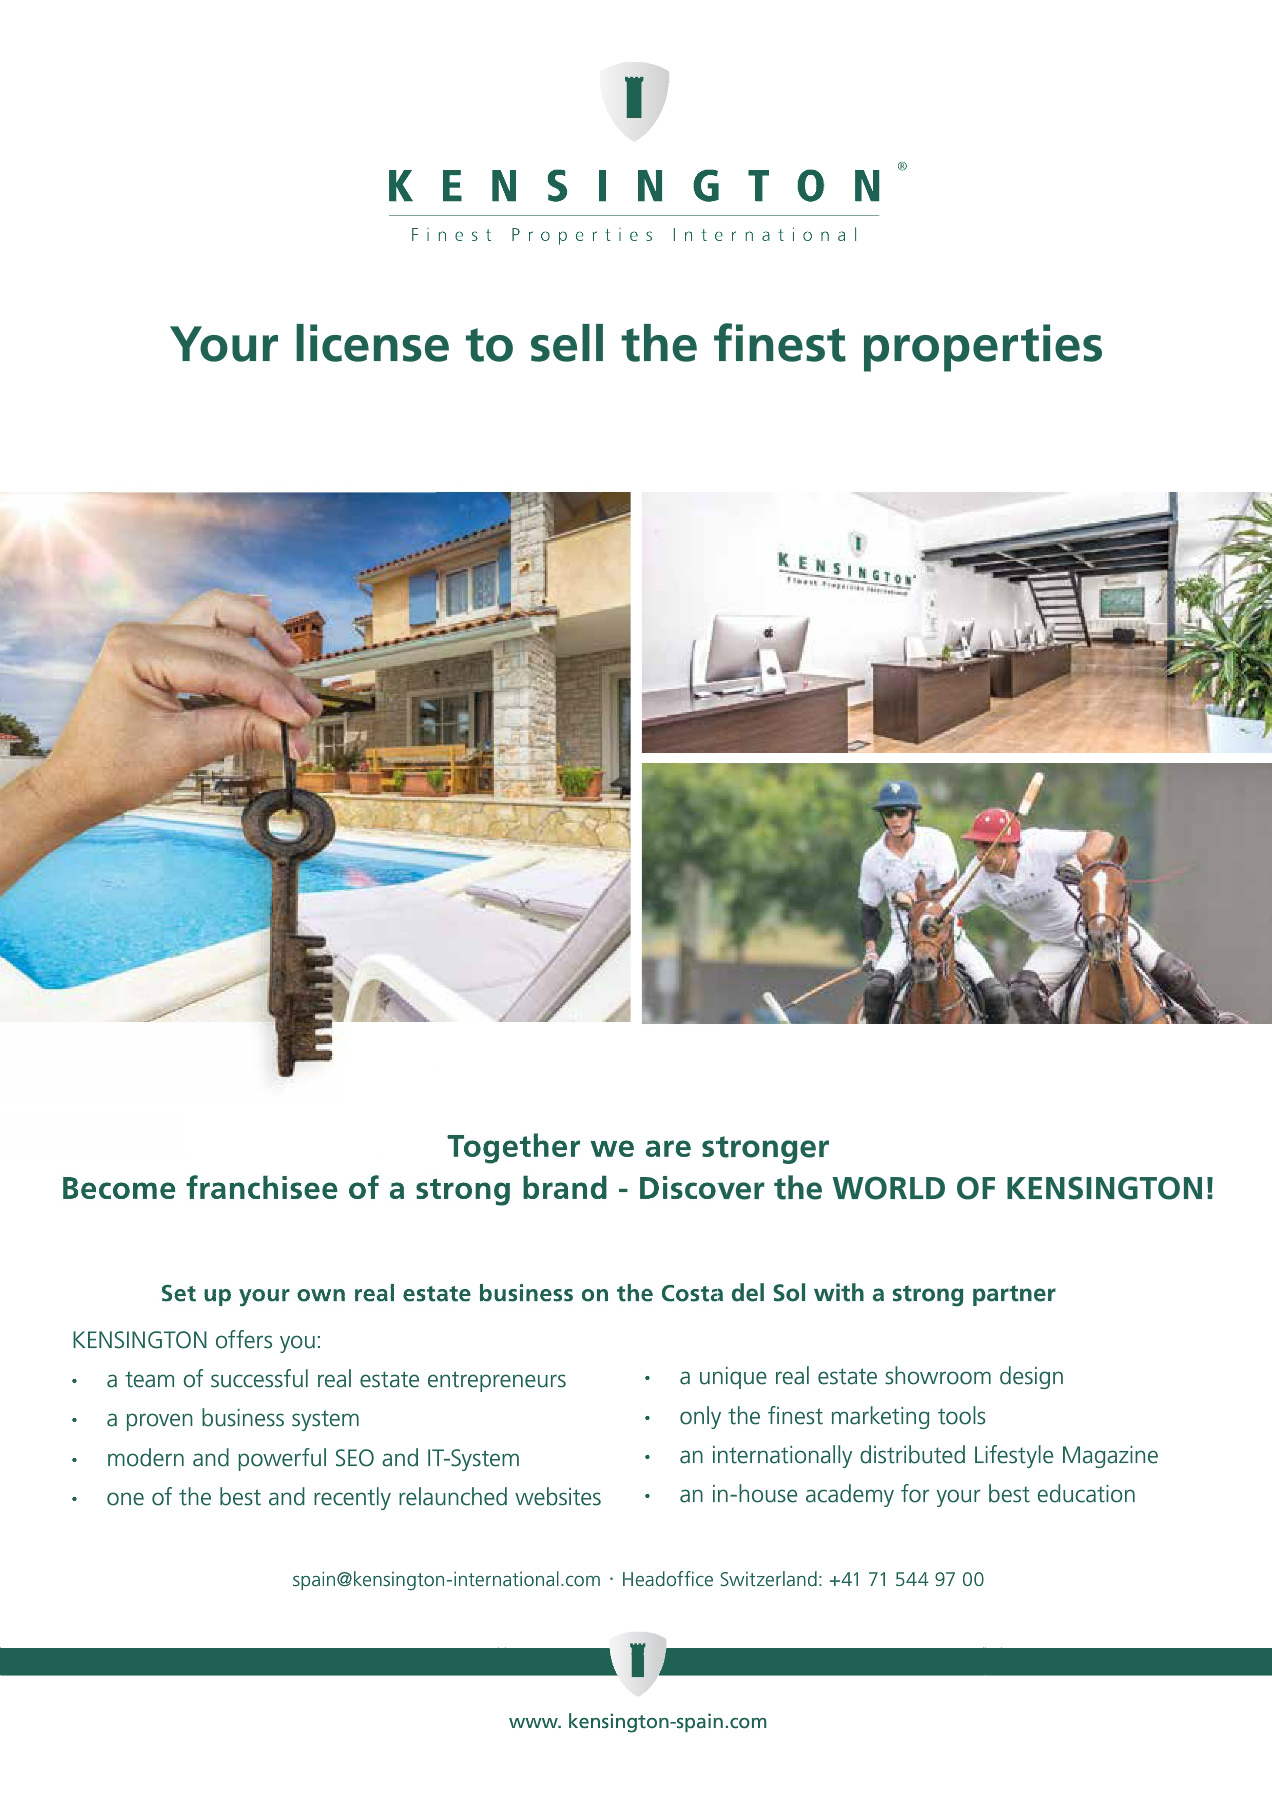 KENSINGTON®
Finest Properties International
Your license to sell the finest properties
KENSINGTON
Finest Properties International
Together we are stronger
Become franchisee of a strong brand - Discover the WORLD OF KENSINGTON!
Set up your own real estate business on the Costa del Sol with a strong partner
KENSINGTON offers you:
• a team of successful real estate entrepreneurs
• a proven business system
• modern and powerful SEO and IT-System
• one of the best and recently relaunched websites
• a unique real estate showroom design
• only the finest marketing tools
• an internationally distributed Lifestyle Magazine
• an in-house academy for your best education
spain@kensington-international.com · Headoffice Switzerland: +41 71 544 97 00
www. kensington-spain.com